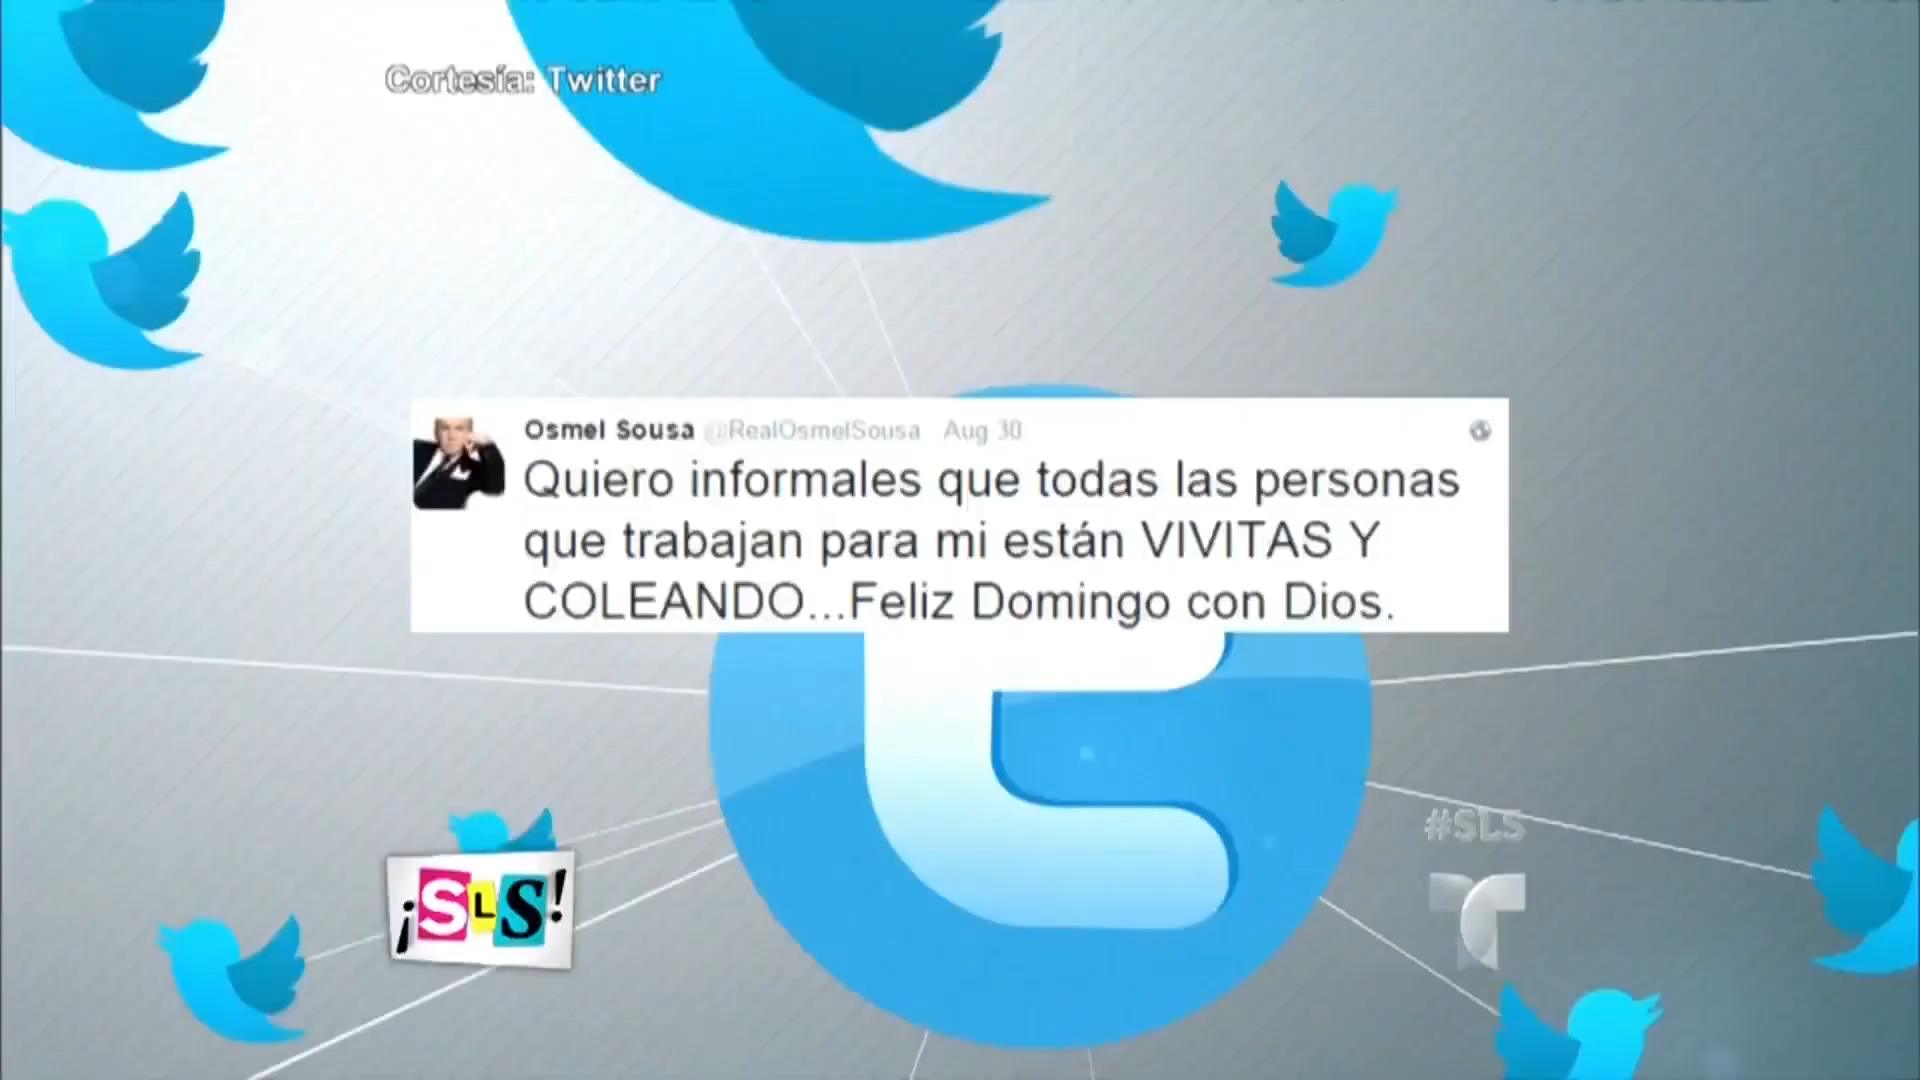 Cortesía: Twitter
Osmel Sousa @RealOsmelSousa Aug 30
Quiero informales que todas las personas
que trabajan para mi están VIVITAS Y
COLEANDO...Feliz Domingo con Dios.
#SLS
¡SLS!